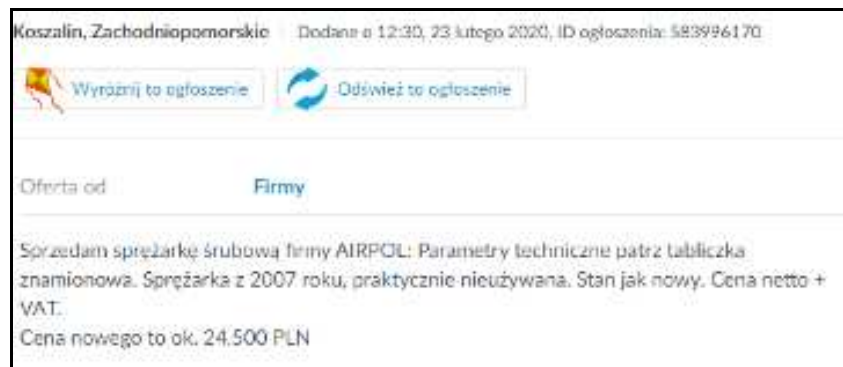 Koszalin, Zachodniopomorskie Dodane o 12:30, 23 lutego 2020, ID ogłoszenia: 583996170
Wyróżnij to ogłoszenie Odśwież to ogłoszenie
Oferta od Firmy
Sprzedam sprężarkę śrubową firmy AIRPOL: Parametry techniczne patrz tabliczka
znamionowa. Sprężarka z 2007 roku, praktycznie nieużywana. Stan jak nowy. Cena netto +
VAT.
Cena nowego to ok. 24.500 PLN